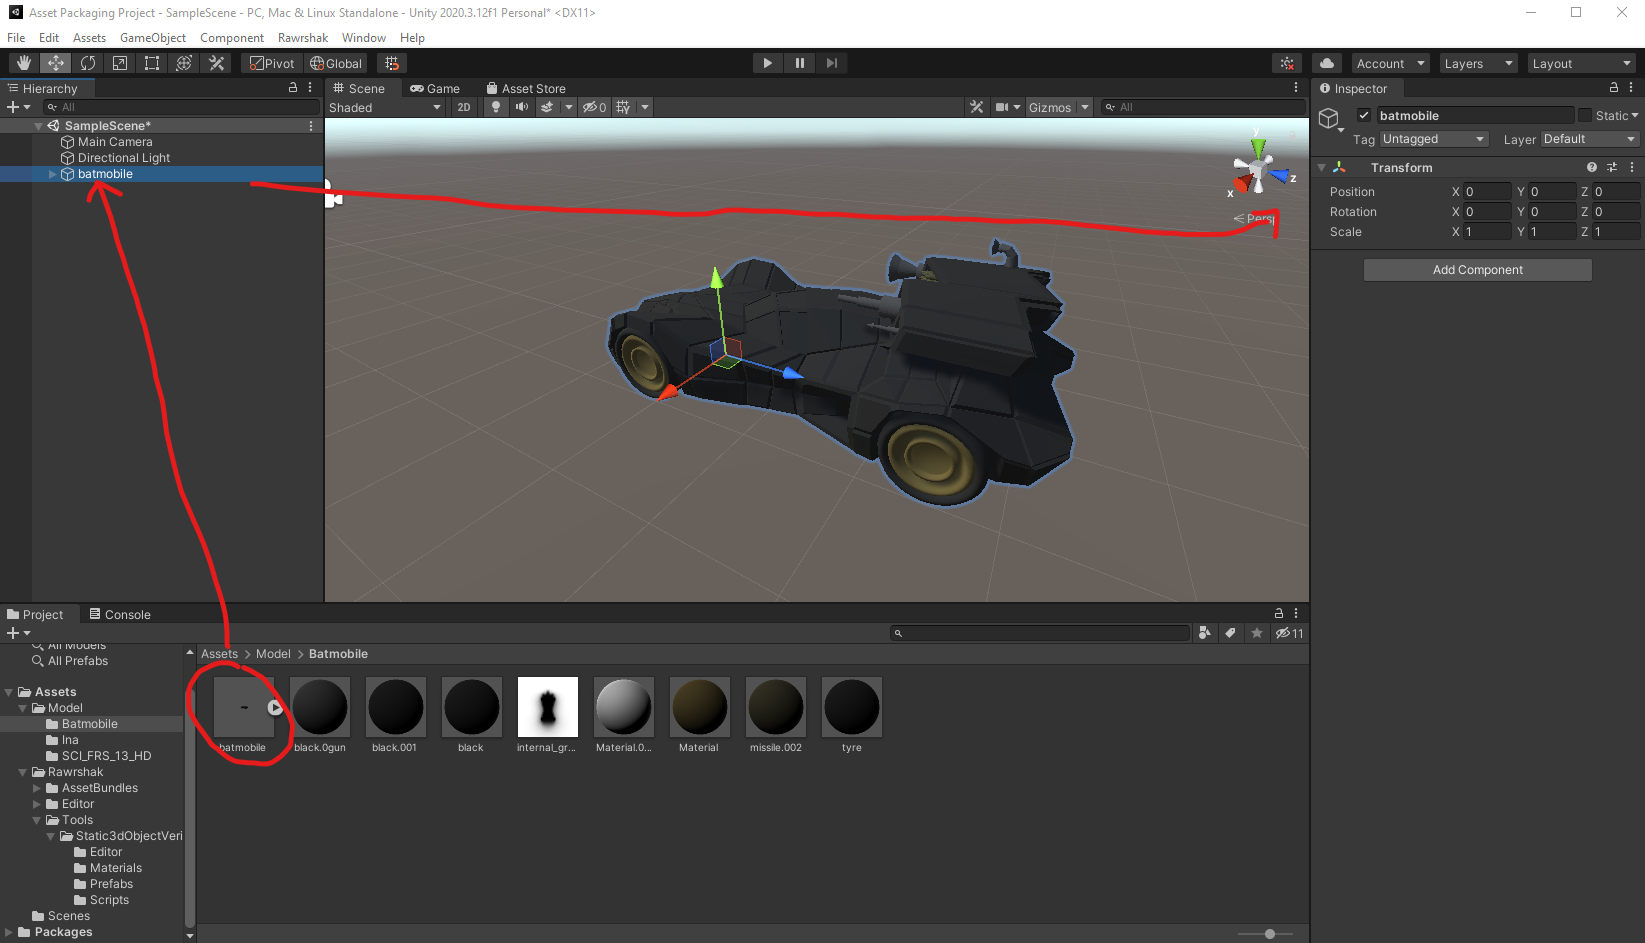 Asset Packaging Project - SampleScene - PC, Mac & Linux Standalone - Unity 2020.3.12f1 Personal* <DX11>
File Edit Assets GameObject Component Rawrshak Window Help
Pivot Global Account Layers Layout
Hierarchy
All
SampleScene*
Main Camera
Directional Light
batmobile
Scene Game Asset Store
Shaded 2D 0 Gizmos All
y
x
z
Inspector
batmobile Static
Tag Untagged Layer Default
Transform
Position X 0 Y 0 Z 0
Rotation X 0 Y 0 Z 0
Scale X 1 Y 1 Z 1
Add Component
Project Console
11
All Models
All Prefabs
Assets
Model
Batmobile
Ina
SCI_FRS_13_HD
Rawrshak
AssetBundles
Editor
Tools
Static3dObjectVeri
Editor
Materials
Prefabs
Scripts
Scenes
Packages
Assets > Model > Batmobile
batmobile black.0gun black.001 black internal_gr... Material.0... Material missile.002 tyre